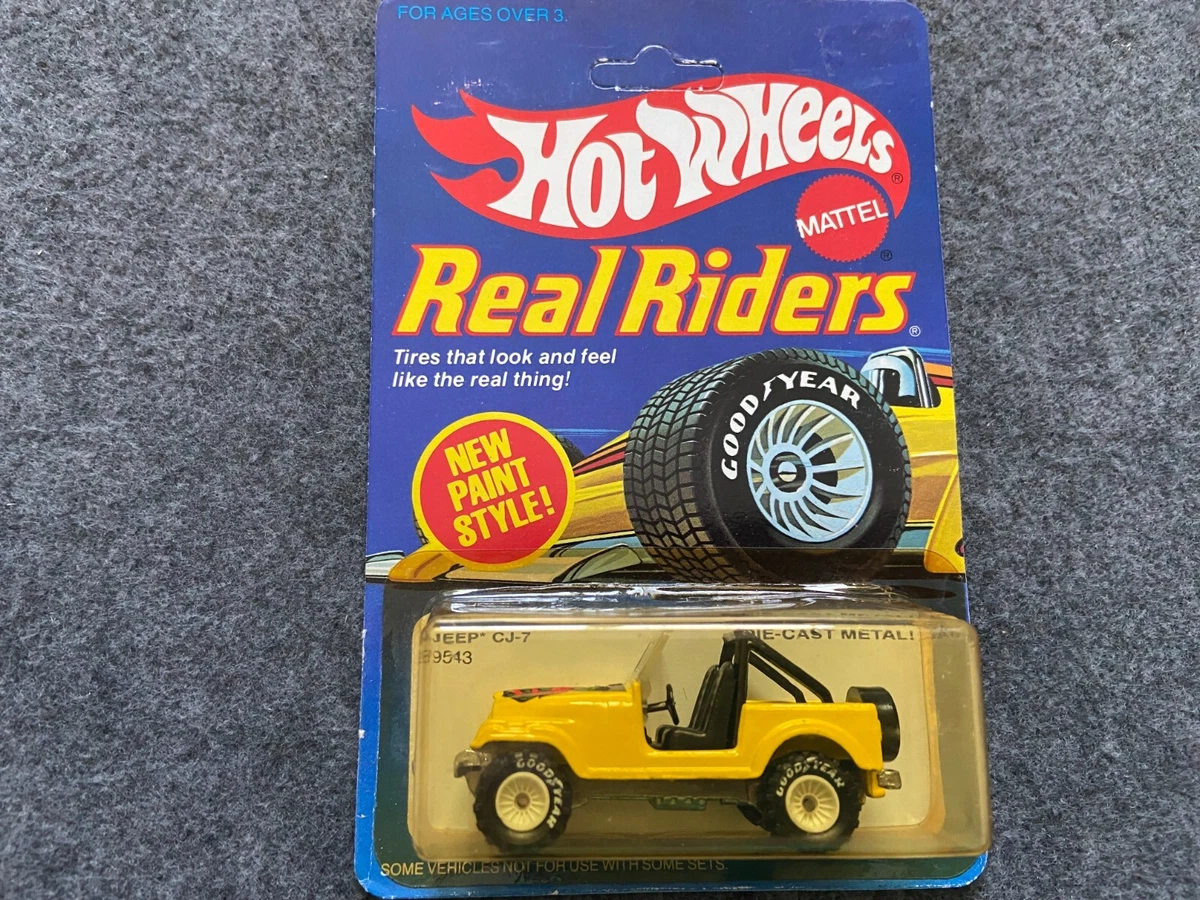 FOR AGES OVER 3.
HOT WHEELS ®
MATTEL ®
Real Riders ®
Tires that look and feel
like the real thing!
GOODYEAR
NEW
PAINT
STYLE!
JEEP* CJ-7
9543
DIE-CAST METAL!
GOODYEAR
GOODYEAR
SOME VEHICLES NOT FOR USE WITH SOME SETS.